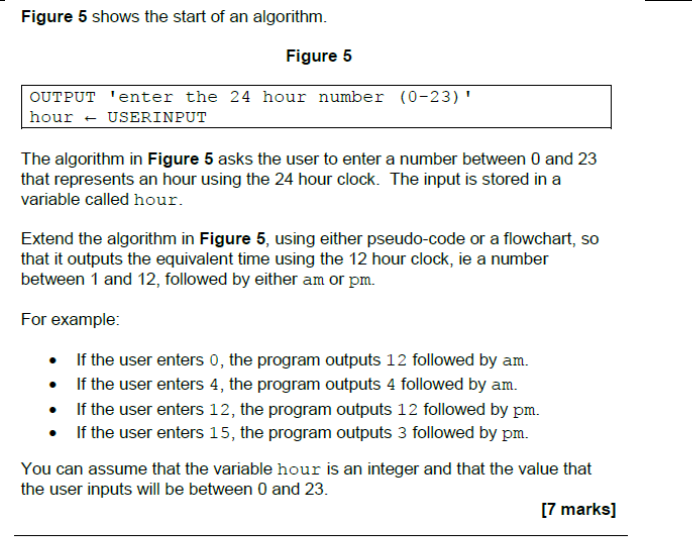 Figure 5 shows the start of an algorithm.
Figure 5
OUTPUT 'enter the 24 hour number (0-23)'
hour ← USERINPUT
The algorithm in Figure 5 asks the user to enter a number between 0 and 23
that represents an hour using the 24 hour clock. The input is stored in a
variable called hour.
Extend the algorithm in Figure 5, using either pseudo-code or a flowchart, so
that it outputs the equivalent time using the 12 hour clock, ie a number
between 1 and 12, followed by either am or pm.
For example:
• If the user enters 0, the program outputs 12 followed by am.
• If the user enters 4, the program outputs 4 followed by am.
• If the user enters 12, the program outputs 12 followed by pm.
• If the user enters 15, the program outputs 3 followed by pm.
You can assume that the variable hour is an integer and that the value that
the user inputs will be between 0 and 23.
[7 marks]